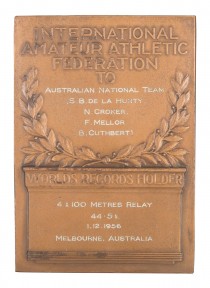 INTERNATIONAL
AMATEUR ATHLETIC
FEDERATION
TO
AUSTRALIAN NATIONAL TEAM
(S. B. DE LA HUNTY,
N. CROKER,
F. MELLOR
B. CUTHBERT)
WORLD'S RECORDS HOLDER
4 X 100 METRES RELAY
44·5 S
1.12.1956
MELBOURNE, AUSTRALIA